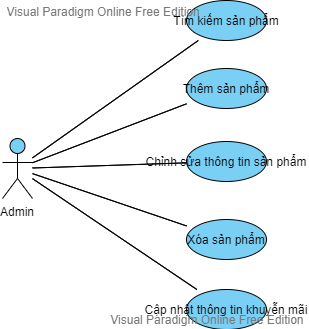 Visual Paradigm Online Free Edition
Tìm kiếm sản phẩm
Thêm sản phẩm
Chỉnh sửa thông tin sản phẩm
Admin
Xóa sản phẩm
Cập nhật thông tin khuyễn mãi
Visual Paradigm Online Free Edition